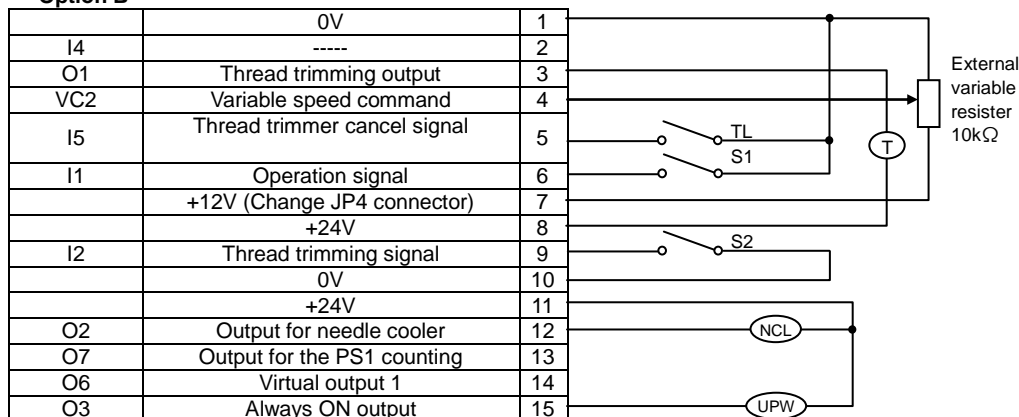 Option B
0V 1
I4 ----- 2
O1 Thread trimming output 3
VC2 Variable speed command 4
I5 Thread trimmer cancel signal 5
I1 Operation signal 6
+12V (Change JP4 connector) 7
+24V 8
I2 Thread trimming signal 9
0V 10
+24V 11
O2 Output for needle cooler 12
O7 Output for the PS1 counting 13
O6 Virtual output 1 14
O3 Always ON output 15
TL
S1
S2
T
NCL
UPW
External
variable
resister
10kΩ